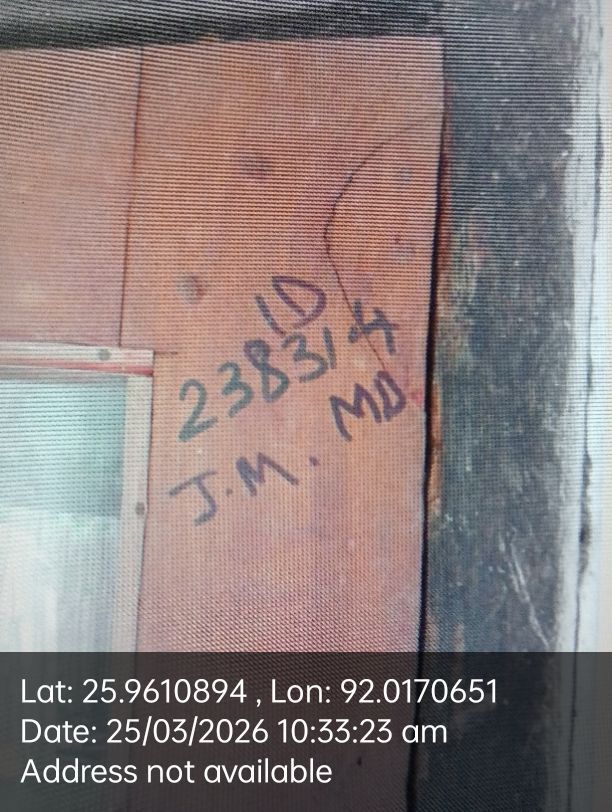 ID
238314
J.M. MD
Lat: 25.9610894 , Lon: 92.0170651
Date: 25/03/2026 10:33:23 am
Address not available